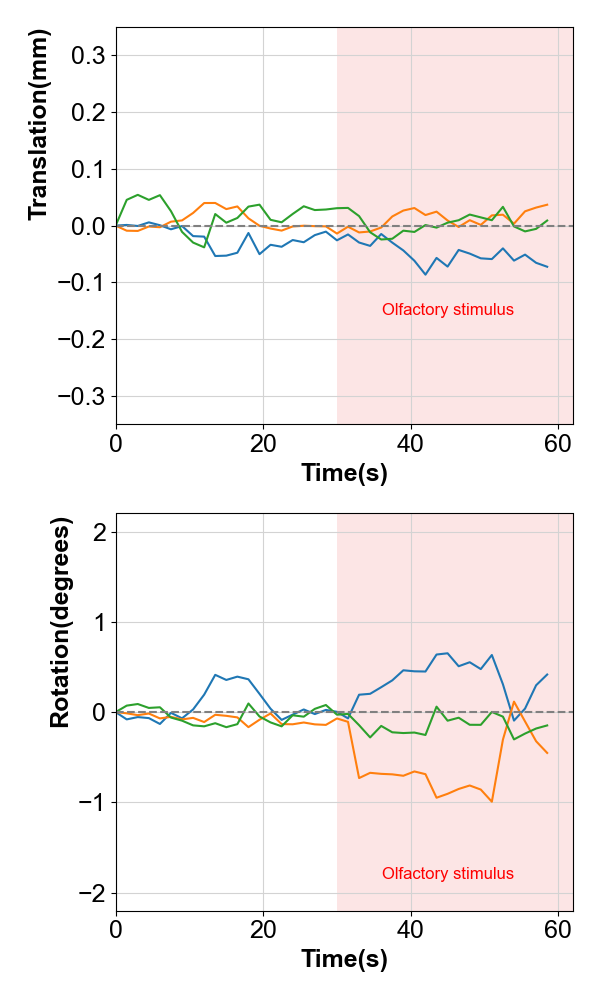 Translation(mm)
0.3
0.2
0.1
0.0
−0.1
−0.2
−0.3
Olfactory stimulus
0 20 40 60
Time(s)
Rotation(degrees)
2
1
0
−1
−2
Olfactory stimulus
0 20 40 60
Time(s)